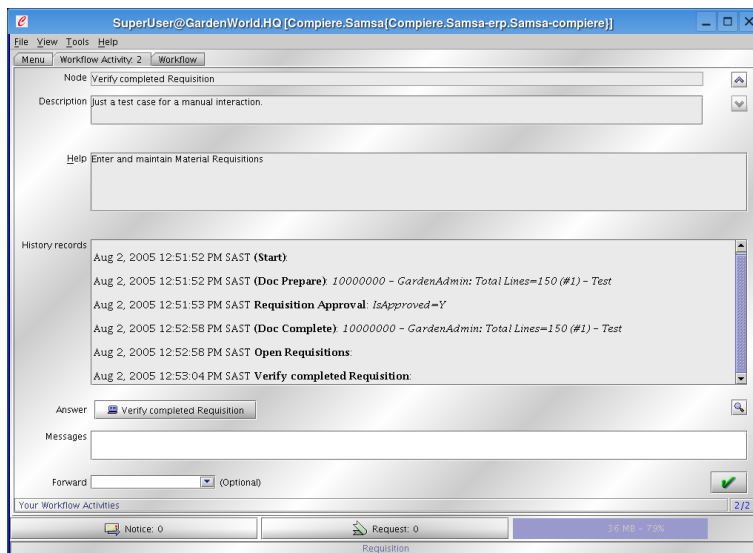 SuperUser@GardenWorld.HQ [Compiere.Samsa{Compiere.Samsa-erp.Samsa-compiere}]
File View Tools Help
Menu Workflow Activity: 2 Workflow
Node Verify completed Requisition
Description Just a test case for a manual interaction.
Help Enter and maintain Material Requisitions
History records
Aug 2, 2005 12:51:52 PM SAST (Start):
Aug 2, 2005 12:51:52 PM SAST (Doc Prepare): 10000000 - GardenAdmin: Total Lines=150 (#1) - Test
Aug 2, 2005 12:51:53 PM SAST Requisition Approval: IsApproved=Y
Aug 2, 2005 12:52:58 PM SAST (Doc Complete): 10000000 - GardenAdmin: Total Lines=150 (#1) - Test
Aug 2, 2005 12:52:58 PM SAST Open Requisitions:
Aug 2, 2005 12:53:04 PM SAST Verify completed Requisition:
Answer Verify completed Requisition
Messages
Forward (Optional)
Your Workflow Activities 2/2
Notice: 0 Request: 0 36 MB - 79%
Requisition